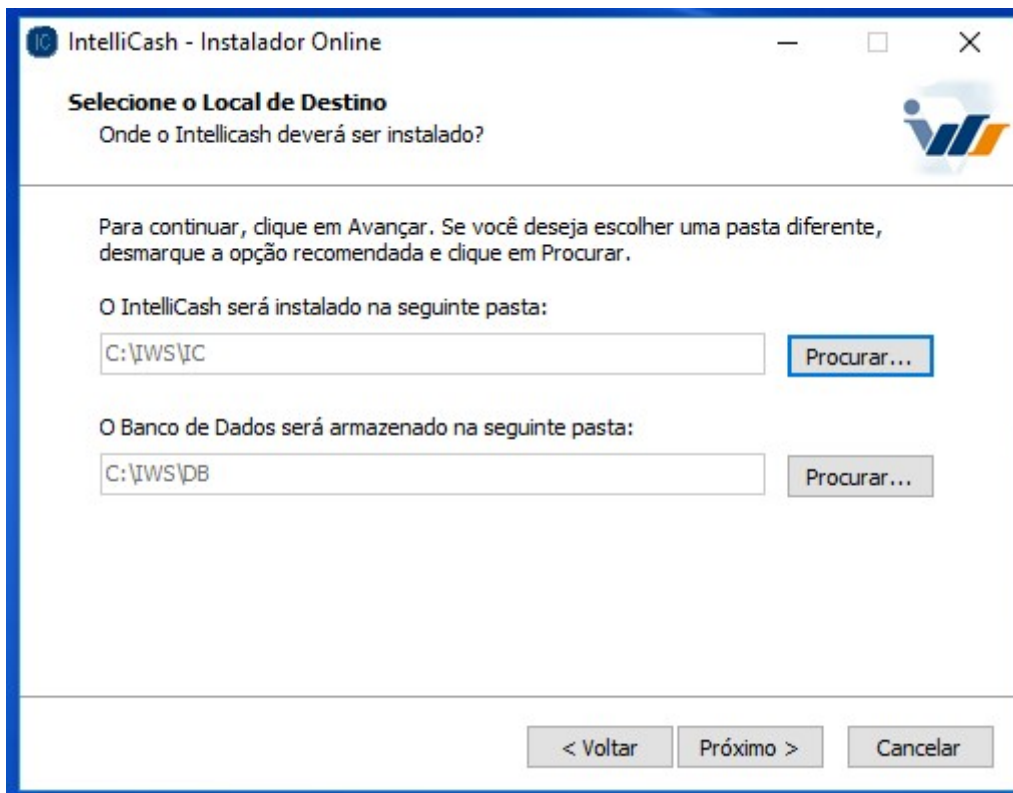 IC IntelliCash - Instalador Online
Selecione o Local de Destino
Onde o Intellicash deverá ser instalado?
Para continuar, clique em Avançar. Se você deseja escolher uma pasta diferente,
desmarque a opção recomendada e clique em Procurar.
O IntelliCash será instalado na seguinte pasta:
C:\IWS\IC
Procurar...
O Banco de Dados será armazenado na seguinte pasta:
C:\IWS\DB
Procurar...
< Voltar
Próximo >
Cancelar